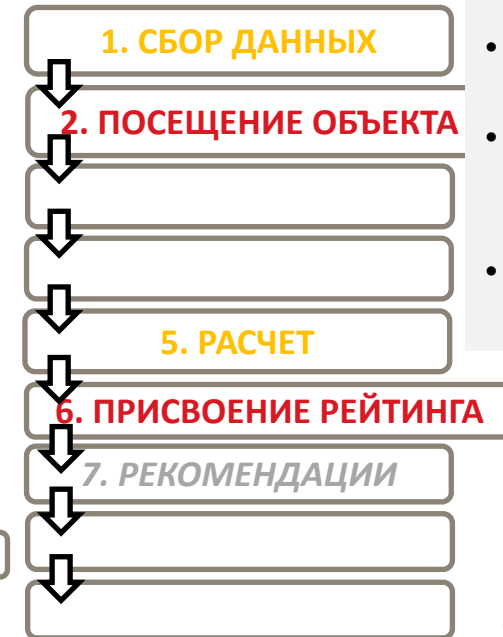 1. СБОР ДАННЫХ
2. ПОСЕЩЕНИЕ ОБЪЕКТА
5. РАСЧЕТ
6. ПРИСВОЕНИЕ РЕЙТИНГА
7. РЕКОМЕНДАЦИИ